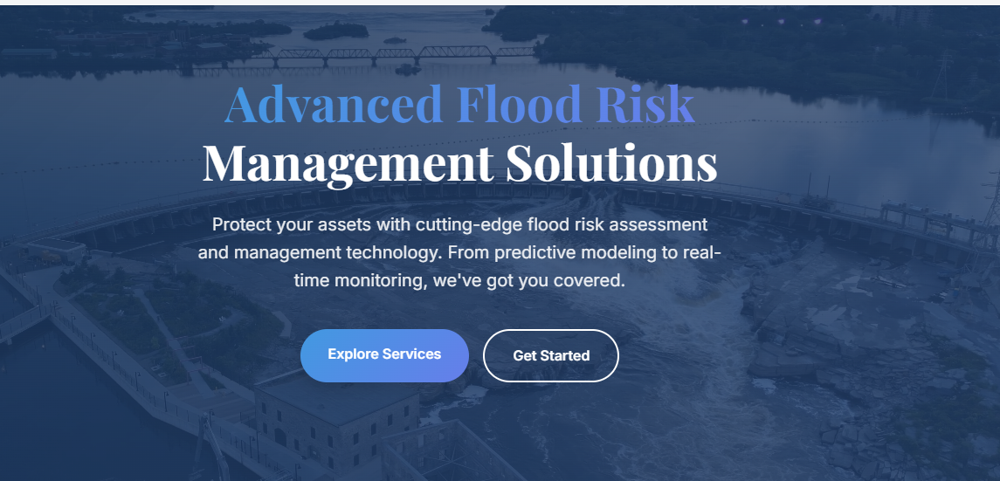 Advanced Flood Risk
Management Solutions
Protect your assets with cutting-edge flood risk assessment
and management technology. From predictive modeling to real-
time monitoring, we've got you covered.
Explore Services
Get Started